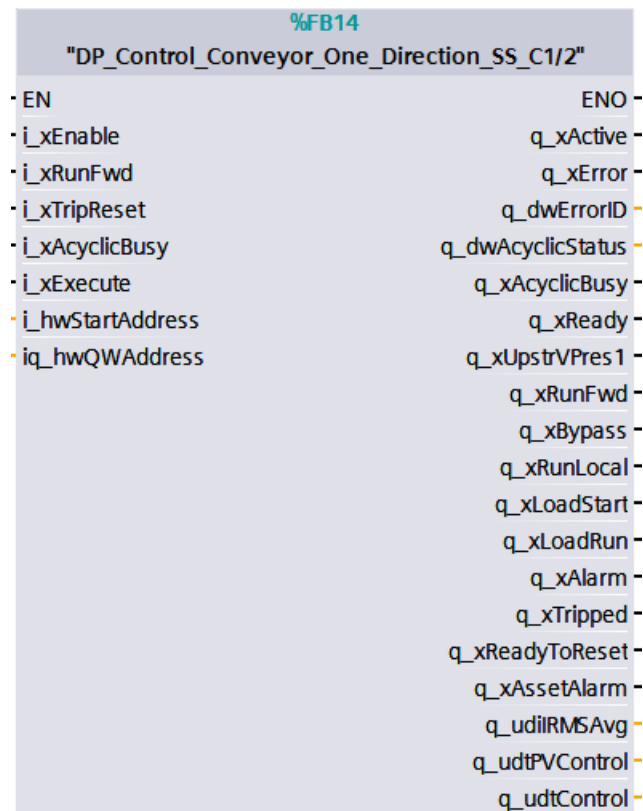 %FB14
"DP_Control_Conveyor_One_Direction_SS_C1/2"
EN ENO
i_xEnable q_xActive
i_xRunFwd q_xError
i_xTripReset q_dwErrorID
i_xAcyclicBusy q_dwAcyclicStatus
i_xExecute q_xAcyclicBusy
i_hwStartAddress q_xReady
iq_hwQWAddress q_xUpstrVPres1
q_xRunFwd
q_xBypass
q_xRunLocal
q_xLoadStart
q_xLoadRun
q_xAlarm
q_xTripped
q_xReadyToReset
q_xAssetAlarm
q_udiIRMSAvg
q_udtPVControl
q_udtControl